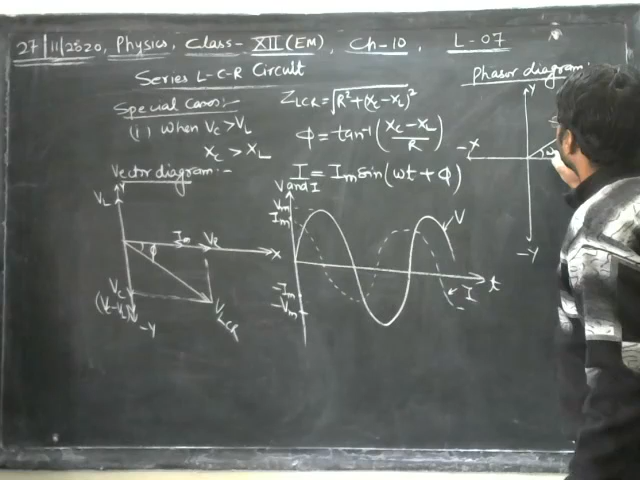 27/11/2020, Physics, Class-XII(EM), Ch-10, L-07
Series L-C-R Circuit
Phasor diagram:-
Special Cases:-
(i) When V_C > V_L
X_C > X_L
Z_LCR = √R²+(X_C-X_L)²
ϕ = tan⁻¹(X_C-X_L/R)
I = I_m sin(ωt+ϕ)
Vector diagram:-
V_L
Y
I_m
V_R
X
ϕ
V_C
(V_C-V_L)
-Y
V_LCR
V and I
V_m
I_m
-I_m
-V_m
V
I
t
Y
-X
-Y